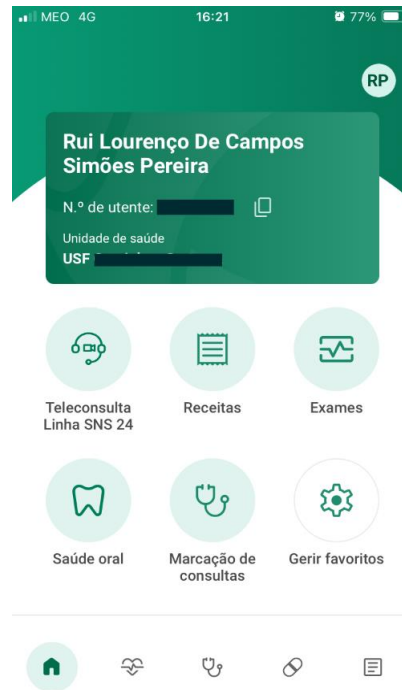 MEO 4G 16:21 77%
RP
Rui Lourenço De Campos
Simões Pereira
N.º de utente:
Unidade de saúde
USF
Teleconsulta
Linha SNS 24
Receitas
Exames
Saúde oral
Marcação de
consultas
Gerir favoritos